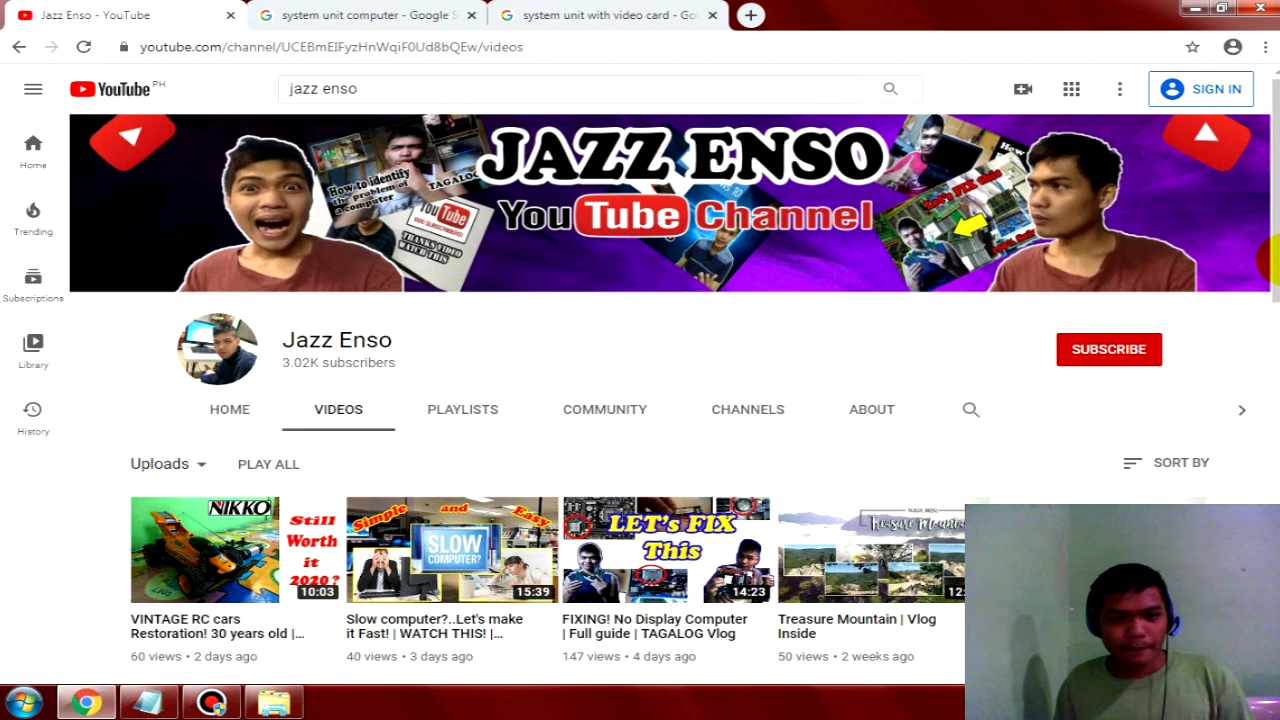 Jazz Enso - YouTube
system unit computer - Google S
system unit with video card - Go
youtube.com/channel/UCEBmEIFyzHnWqiF0Ud8bQEw/videos
YouTube PH
jazz enso
SIGN IN
Home
Trending
Subscriptions
Library
History
JAZZ ENSO
YouTube Channel
How to identify
the problem of
a computer
TAGALOG
YouTube
THANKS VIDEO
WATCH THIS
Jazz Enso
3.02K subscribers
SUBSCRIBE
HOME
VIDEOS
PLAYLISTS
COMMUNITY
CHANNELS
ABOUT
Uploads
PLAY ALL
SORT BY
NIKKO
Still
Worth
it
2020 ?
10:03
VINTAGE RC cars
Restoration! 30 years old |...
60 views • 2 days ago
Simple and Easy
SLOW
COMPUTER?
15:39
Slow computer?..Let's make
it Fast! | WATCH THIS! |...
40 views • 3 days ago
LET's FIX
This
14:23
FIXING! No Display Computer
| Full guide | TAGALOG Vlog
147 views • 4 days ago
Treasure Mountain
12:
Treasure Mountain | Vlog
Inside
50 views • 2 weeks ago